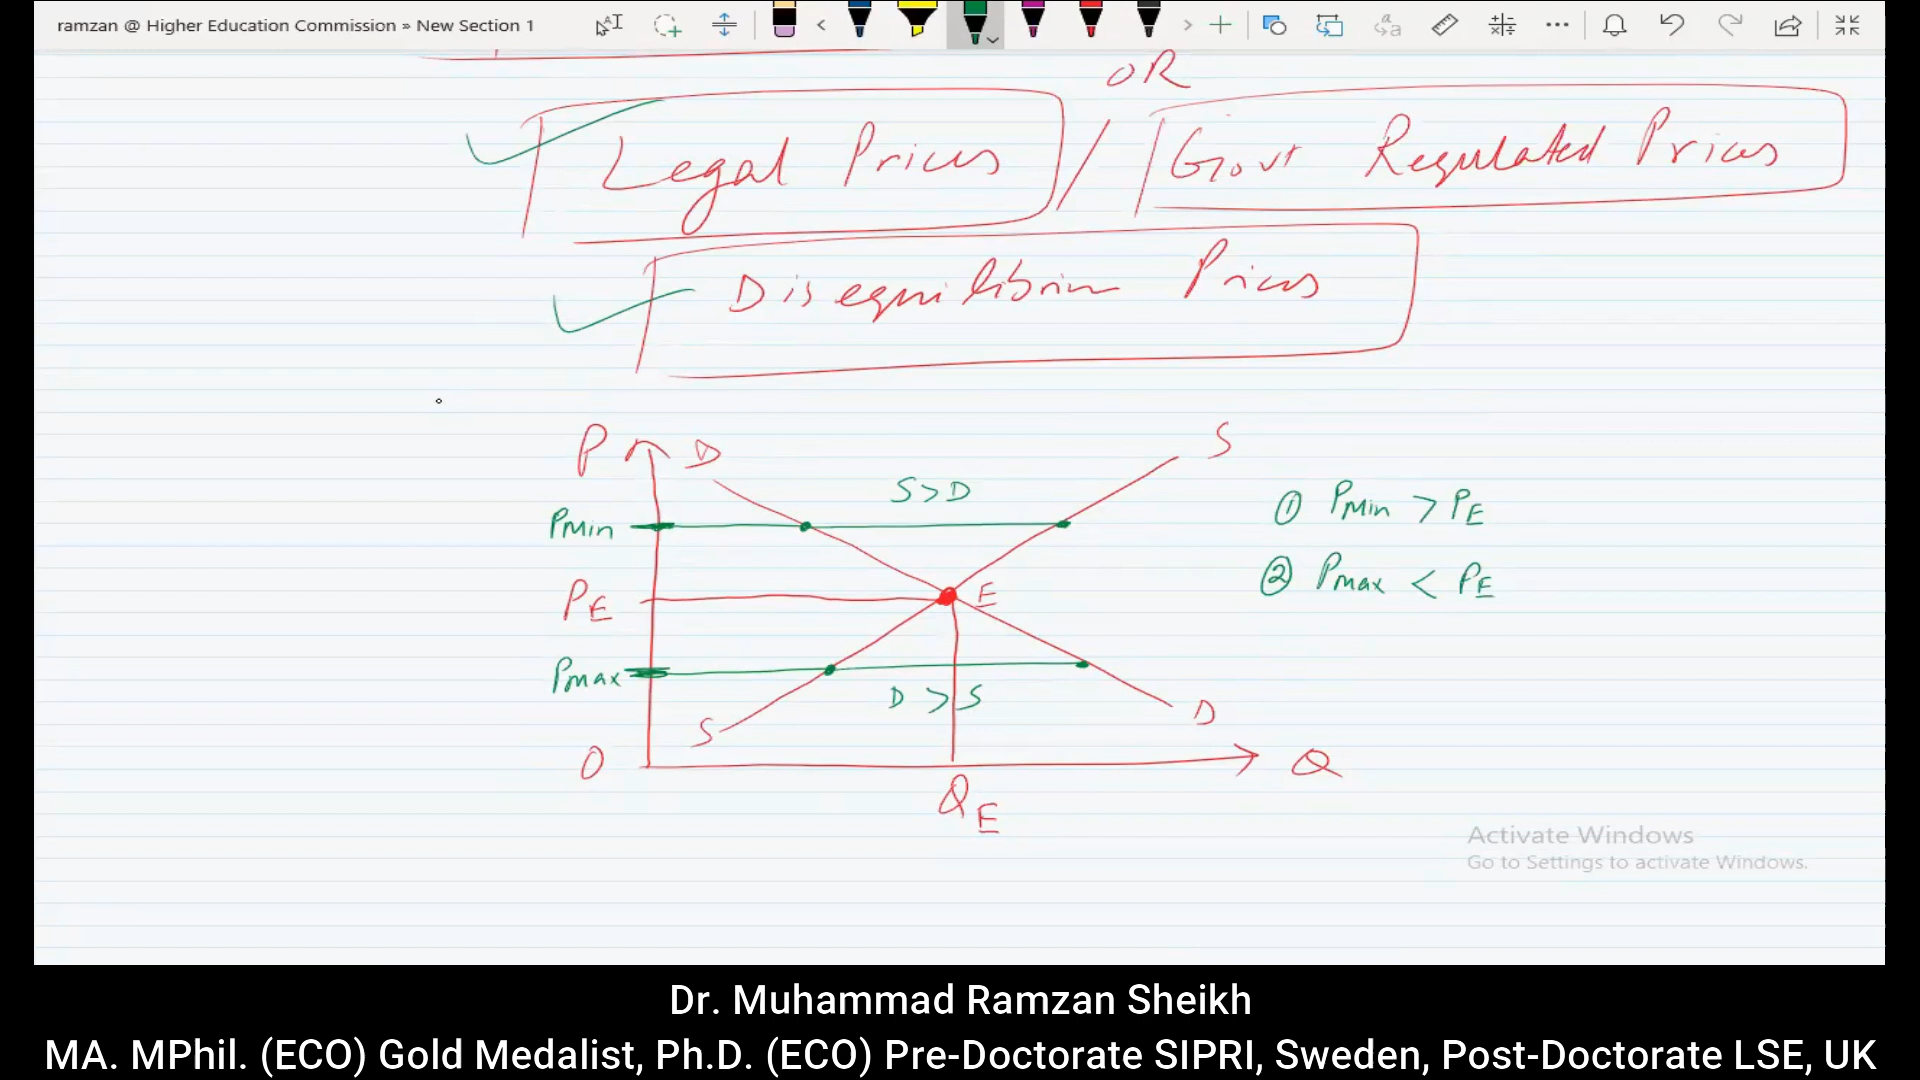 ramzan @ Higher Education Commission » New Section 1
OR
Legal Prices / Govt Regulated Prices
Disequilibrium Prices
P D S
S>D
Pmin
① Pmin > PE
② Pmax < PE
PE E
Pmax
D > S
S D
O Q
QE
Activate Windows
Go to Settings to activate Windows.
Dr. Muhammad Ramzan Sheikh
MA. MPhil. (ECO) Gold Medalist, Ph.D. (ECO) Pre-Doctorate SIPRI, Sweden, Post-Doctorate LSE, UK